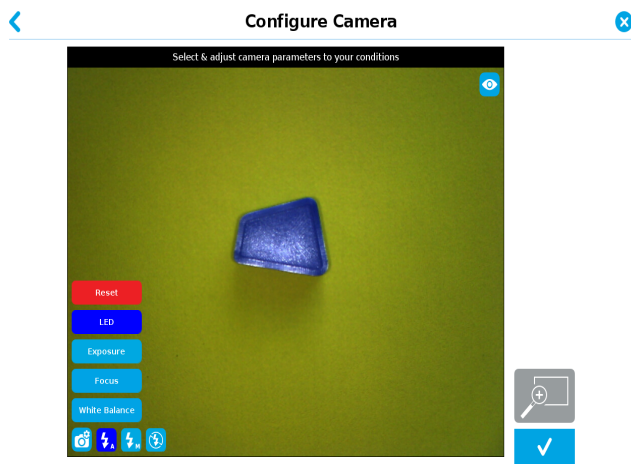 Configure Camera
Select & adjust camera parameters to your conditions
Reset
LED
Exposure
Focus
White Balance
A
M